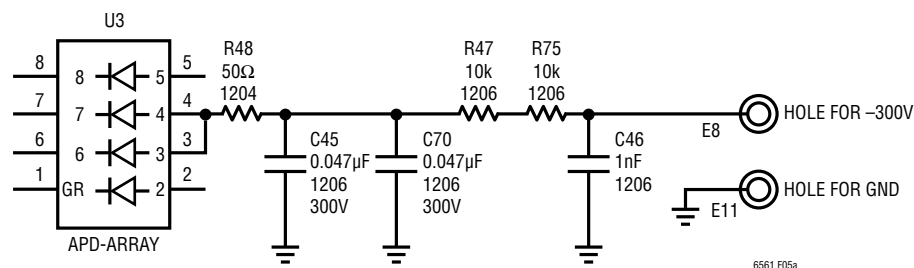 U3
8 8 5 5
7 7 4 4
6 6 3 3
1 GR 2 2
APD-ARRAY
R48
50Ω
1204
C45
0.047µF
1206
300V
C70
0.047µF
1206
300V
R47
10k
1206
R75
10k
1206
C46
1nF
1206
E8
HOLE FOR –300V
E11
HOLE FOR GND
6561 F05a